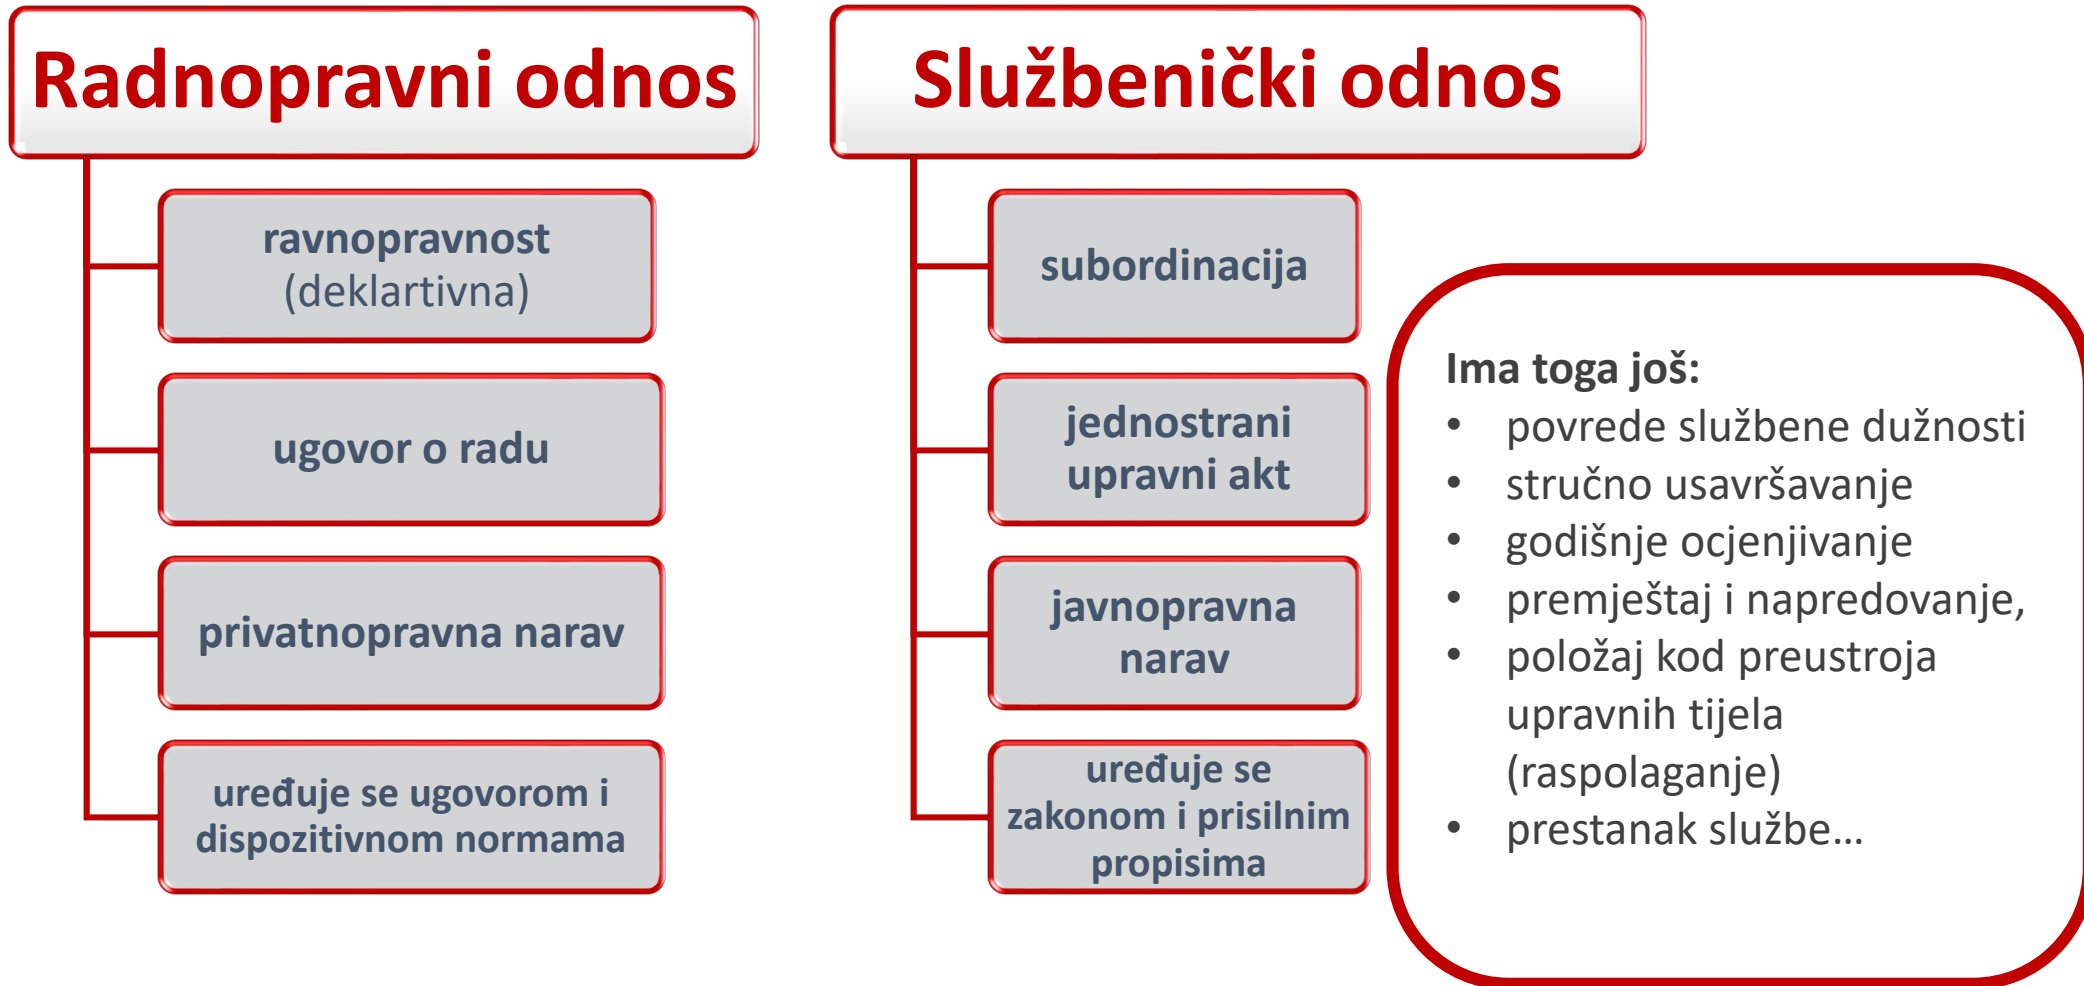 Radnopravni odnos
ravnopravnost
(deklartivna)
ugovor o radu
privatnopravna narav
uređuje se ugovorom i
dispozitivnom normama
Službenički odnos
subordinacija
jednostrani
upravni akt
javnopravna
narav
uređuje se
zakonom i prisilnim
propisima
Ima toga još:
• povrede službene dužnosti
• stručno usavršavanje
• godišnje ocjenjivanje
• premještaj i napredovanje,
• položaj kod preustroja
upravnih tijela
(raspolaganje)
• prestanak službe…